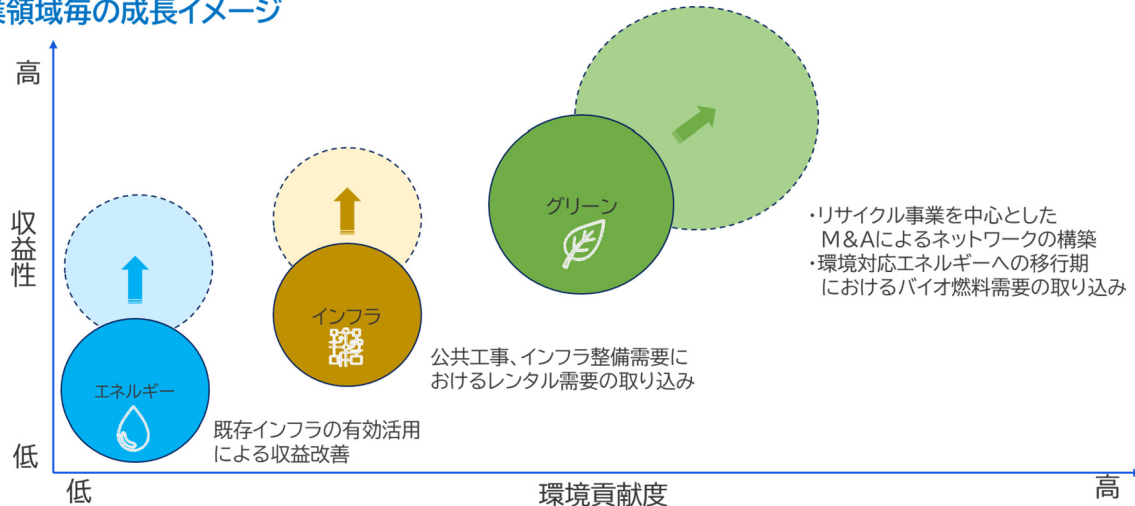 業領域毎の成長イメージ
高
収益性
低
低
環境貢献度
高
エネルギー
既存インフラの有効活用
による収益改善
インフラ
公共工事、インフラ整備需要に
おけるレンタル需要の取り込み
グリーン
・リサイクル事業を中心とした
M&Aによるネットワークの構築
・環境対応エネルギーへの移行期
におけるバイオ燃料需要の取り込み